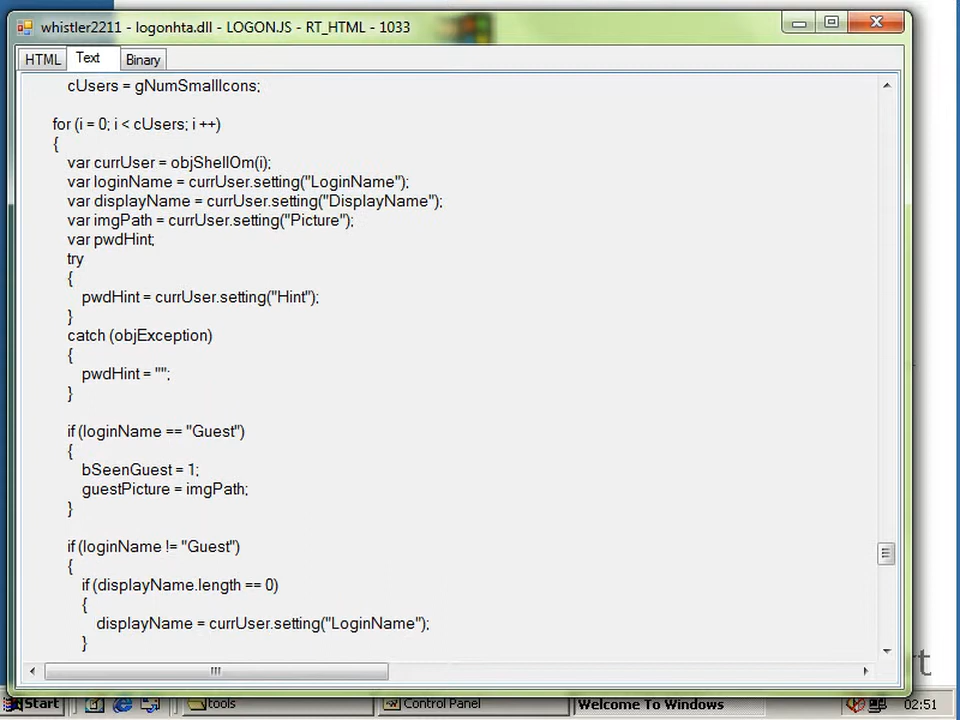 whistler2211 - logonhta.dll - LOGON.JS - RT_HTML - 1033
HTML Text Binary
cUsers = gNumSmallIcons;
for (i = 0; i < cUsers; i ++)
{
var currUser = objShellOm(i);
var loginName = currUser.setting("LoginName");
var displayName = currUser.setting("DisplayName");
var imgPath = currUser.setting("Picture");
var pwdHint;
try
{
pwdHint = currUser.setting("Hint");
}
catch (objException)
{
pwdHint = "";
}
if (loginName == "Guest")
{
bSeenGuest = 1;
guestPicture = imgPath;
}
if (loginName != "Guest")
{
if (displayName.length == 0)
{
displayName = currUser.setting("LoginName");
}
Start tools Control Panel Welcome To Windows 02:51